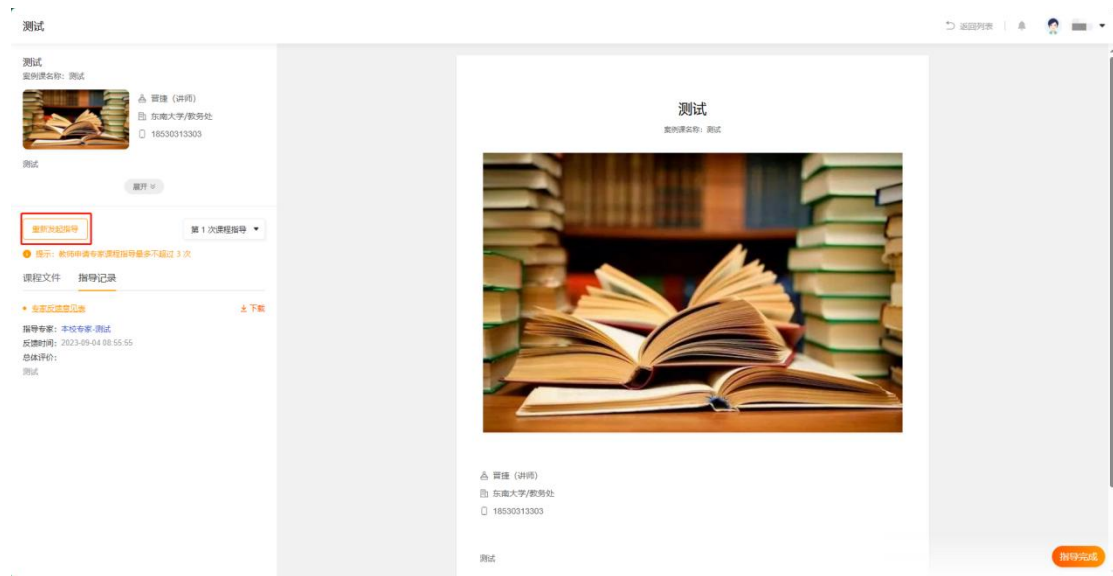 测试
返回列表
测试
案例课名称：测试
晋捷（讲师）
东南大学/教务处
18530313303
测试
展开
重新发起指导
第 1 次课程指导
提示：教师申请专家课程指导最多不超过 3 次
课程文件 指导记录
专家反馈意见表 下载
指导专家：本校专家-测试
反馈时间：2023-09-04 08:55:55
总体评价：
测试
测试
案例课名称：测试
晋捷（讲师）
东南大学/教务处
18530313303
测试
指导完成